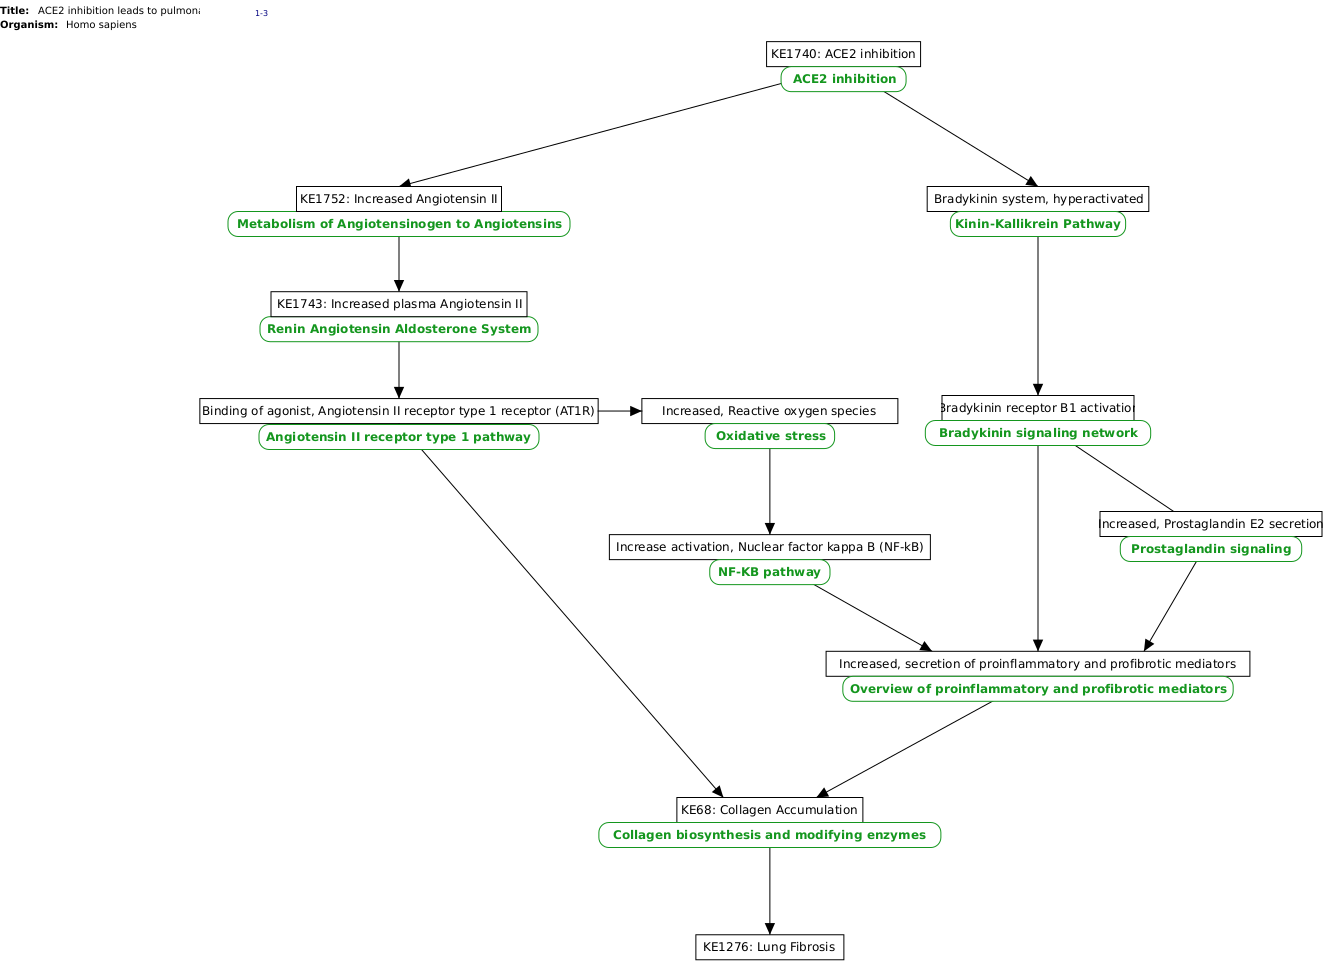 Title: ACE2 inhibition leads to
1-3
Organism: Homo sapiens
KE1740: ACE2 inhibition
ACE2 inhibition
KE1752: Increased Angiotensin II
Bradykinin system, hyperactivated
Metabolism of Angiotensinogen to Angiotensins
Kinin-Kallikrein Pathway
KE1743: Increased plasma Angiotensin II
Renin Angiotensin Aldosterone System
Binding of agonist, Angiotensin II receptor type 1 receptor (AT1R)
Increased, Reactive oxygen species
Bradykinin receptor B1 activation
Angiotensin II receptor type 1 pathway
Oxidative stress
Bradykinin signaling network
Increased, Prostaglandin E2 secretion
Increase activation, Nuclear factor kappa B (NF-kB)
Prostaglandin signaling
NF-KB pathway
Increased, secretion of proinflammatory and profibrotic mediators
Overview of proinflammatory and profibrotic mediators
KE68: Collagen Accumulation
Collagen biosynthesis and modifying enzymes
KE1276: Lung Fibrosis